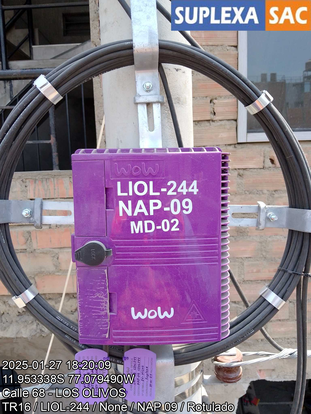 SUPLEXA SAC
WOW
LIOL-244
NAP-09
MD-02
WOW
2025-01-27 18:20:09
11.953338S 77.079490W
Calle 68 - LOS OLIVOS
TR16 / LIOL-244 / None / NAP 09 / Rotulado